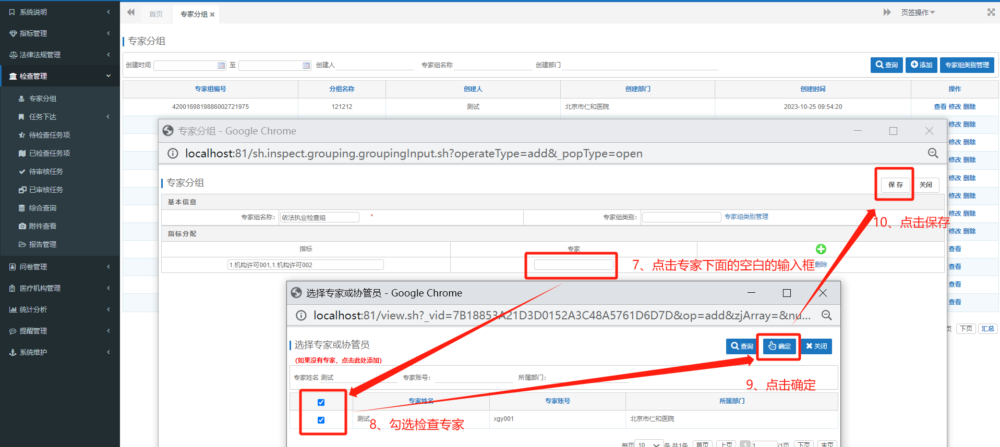 系统说明
指标管理
法律法规管理
检查管理
专家分组
任务下达
待检查任务项
已检查任务项
待审核任务
已审核任务
综合查询
附件查看
报告管理
问卷管理
医疗机构管理
统计分析
提醒管理
系统维护
首页 专家分组 页签操作
专家分组
创建时间 至 创建人 专家组名称 创建部门 查询 添加 专家组类别管理
专家组编号 分组名称 创建人 创建部门 创建时间 操作
4200169819886002721975 121212 测试 北京市仁和医院 2023-10-25 09:54:20 查看 修改 删除
修改 删除
修改 删除
修改 删除
修改 删除
修改 删除
修改 删除
修改 删除
查看
查看
查看
查看
页 下页 汇总
专家分组 - Google Chrome
localhost:81/sh.inspect.grouping.groupingInput.sh?operateType=add&_popType=open
专家分组
保 存 关闭
基本信息
专家组名称: 依法执业检查组 * 专家组类别: 专家组类别管理
10、点击保存
指标分配
指标 专家
1.机构许可001,1.机构许可002 删除
7、点击专家下面的空白的输入框
选择专家或协管员 - Google Chrome
localhost:81/view.sh?_vid=7B18853A21D3D0152A3C48A5761D6D7D&op=add&zjArray=&nu...
选择专家或协管员
查询 确定 关闭
(如果没有专家，点击此处添加)
专家姓名 测试 专家账号: 所属部门:
9、点击确定
专家姓名 专家账号 所属部门
测试 xgy001 北京市仁和医院
8、勾选检查专家
每页 10 条 共1条 首页 上页 1 1 /1页 下页 末页